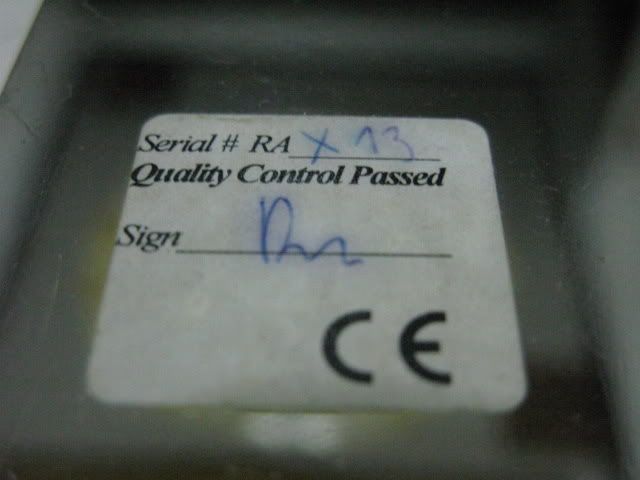 Serial # RA X 13
Quality Control Passed
Sign
CE